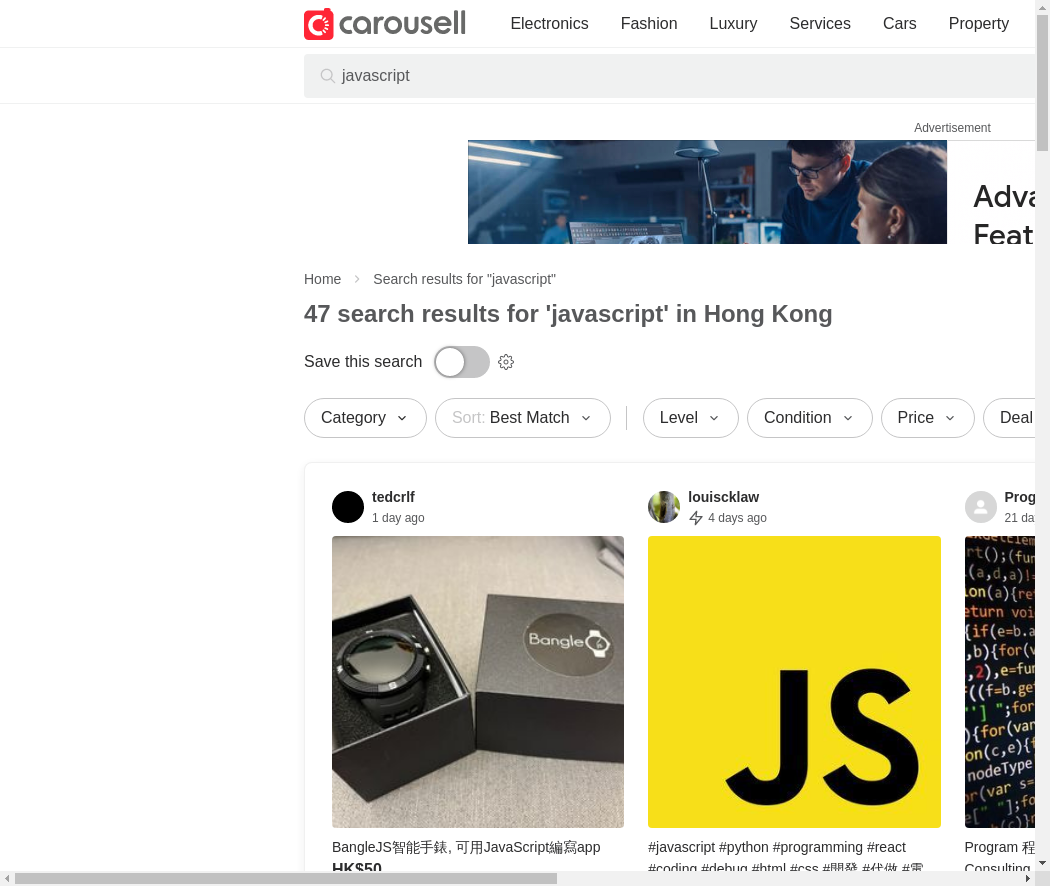 carousell
Electronics
Fashion
Luxury
Services
Cars
Property
javascript
Advertisement
Adva
Feat
Home
Search results for "javascript"
47 search results for 'javascript' in Hong Kong
Save this search
Category
Sort: Best Match
Level
Condition
Price
Deal
tedcrlf
1 day ago
louiscklaw
4 days ago
Prog
21 da
Bangle
JS
BangleJS智能手錶, 可用JavaScript編寫app
HK$50
#javascript #python #programming #react
#coding #debug #html #css #開發 #代做 #電
Program 程
Consulting